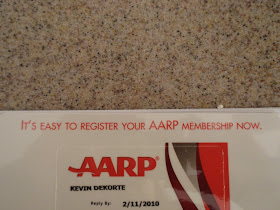 IT'S EASY TO REGISTER YOUR AARP MEMBERSHIP NOW.
AARP®
KEVIN DEKORTE
Reply By: 2/11/2010